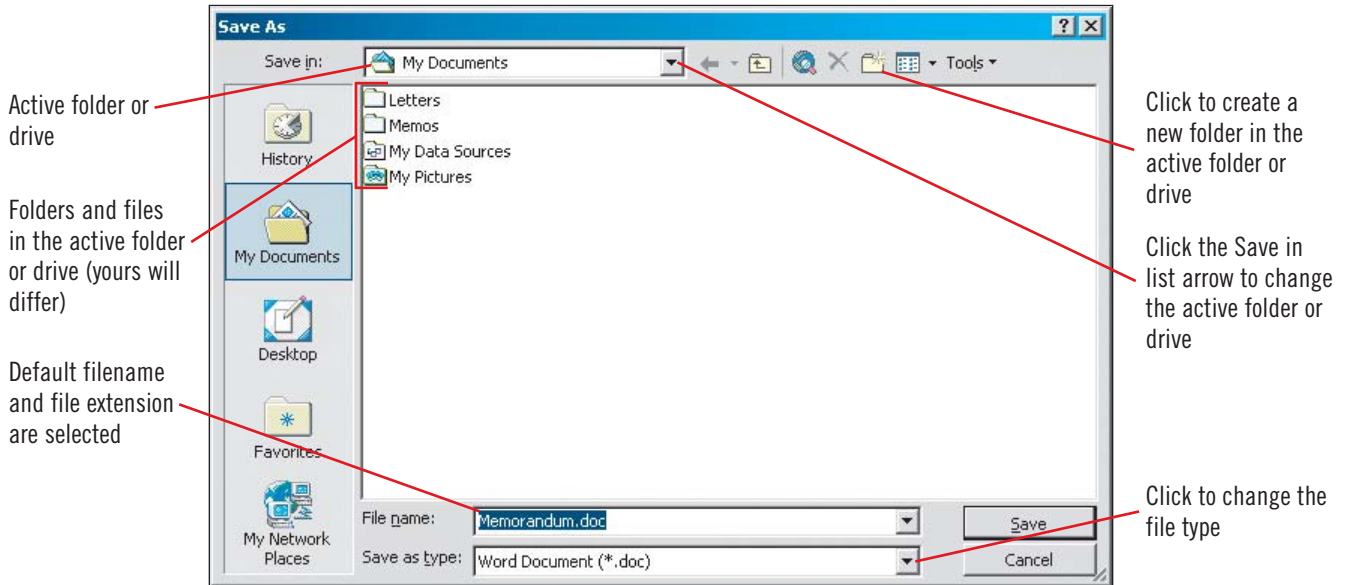 Save As
Save in:
My Documents
Tools
Active folder or
drive
Folders and files
in the active folder
or drive (yours will
differ)
Default filename
and file extension
are selected
History
My Documents
Desktop
Favorites
My Network
Places
Letters
Memos
My Data Sources
My Pictures
File name:
Memorandum.doc
Save
Save as type:
Word Document (*.doc)
Cancel
Click to create a
new folder in the
active folder or
drive
Click the Save in
list arrow to change
the active folder or
drive
Click to change the
file type